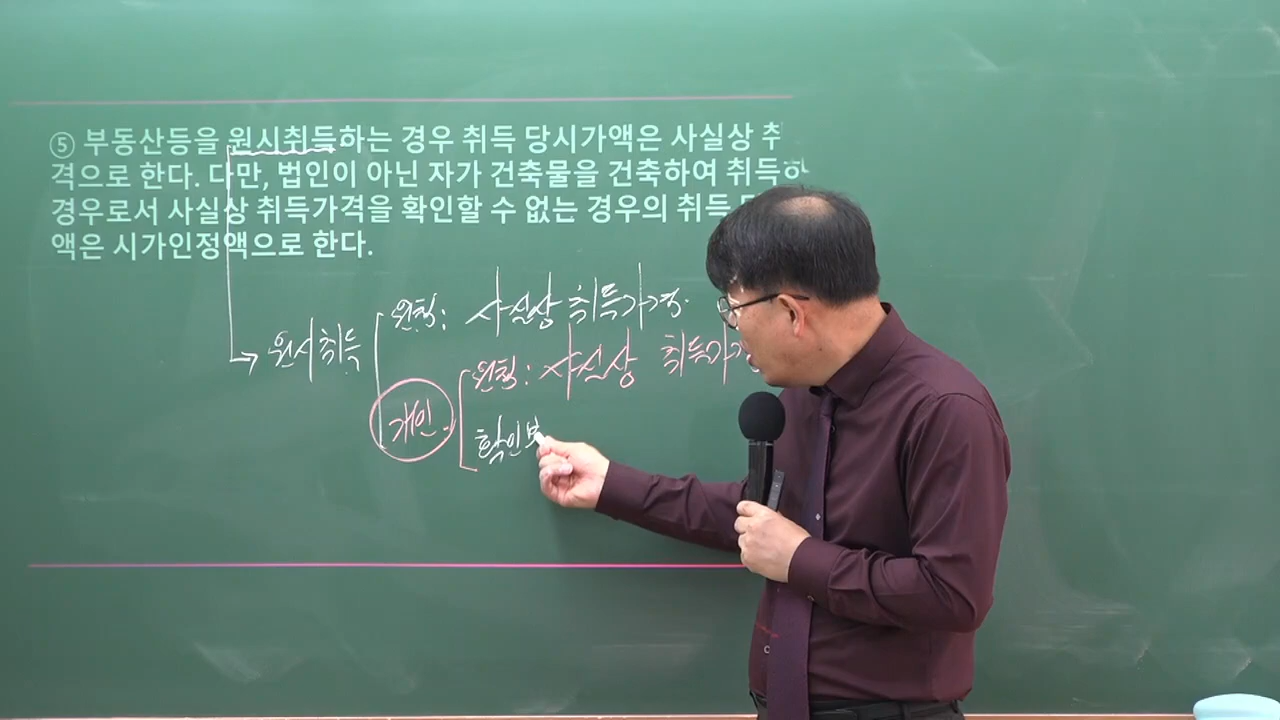 ⑤ 부동산등을 원시취득하는 경우 취득 당시가액은 사실상 취
격으로 한다. 다만, 법인이 아닌 자가 건축물을 건축하여 취득하
경우로서 사실상 취득가격을 확인할 수 없는 경우의 취득
액은 시가인정액으로 한다.
원칙: 사실상 취득가격.
원시취득
원칙: 사실상 취득가
개인
확인